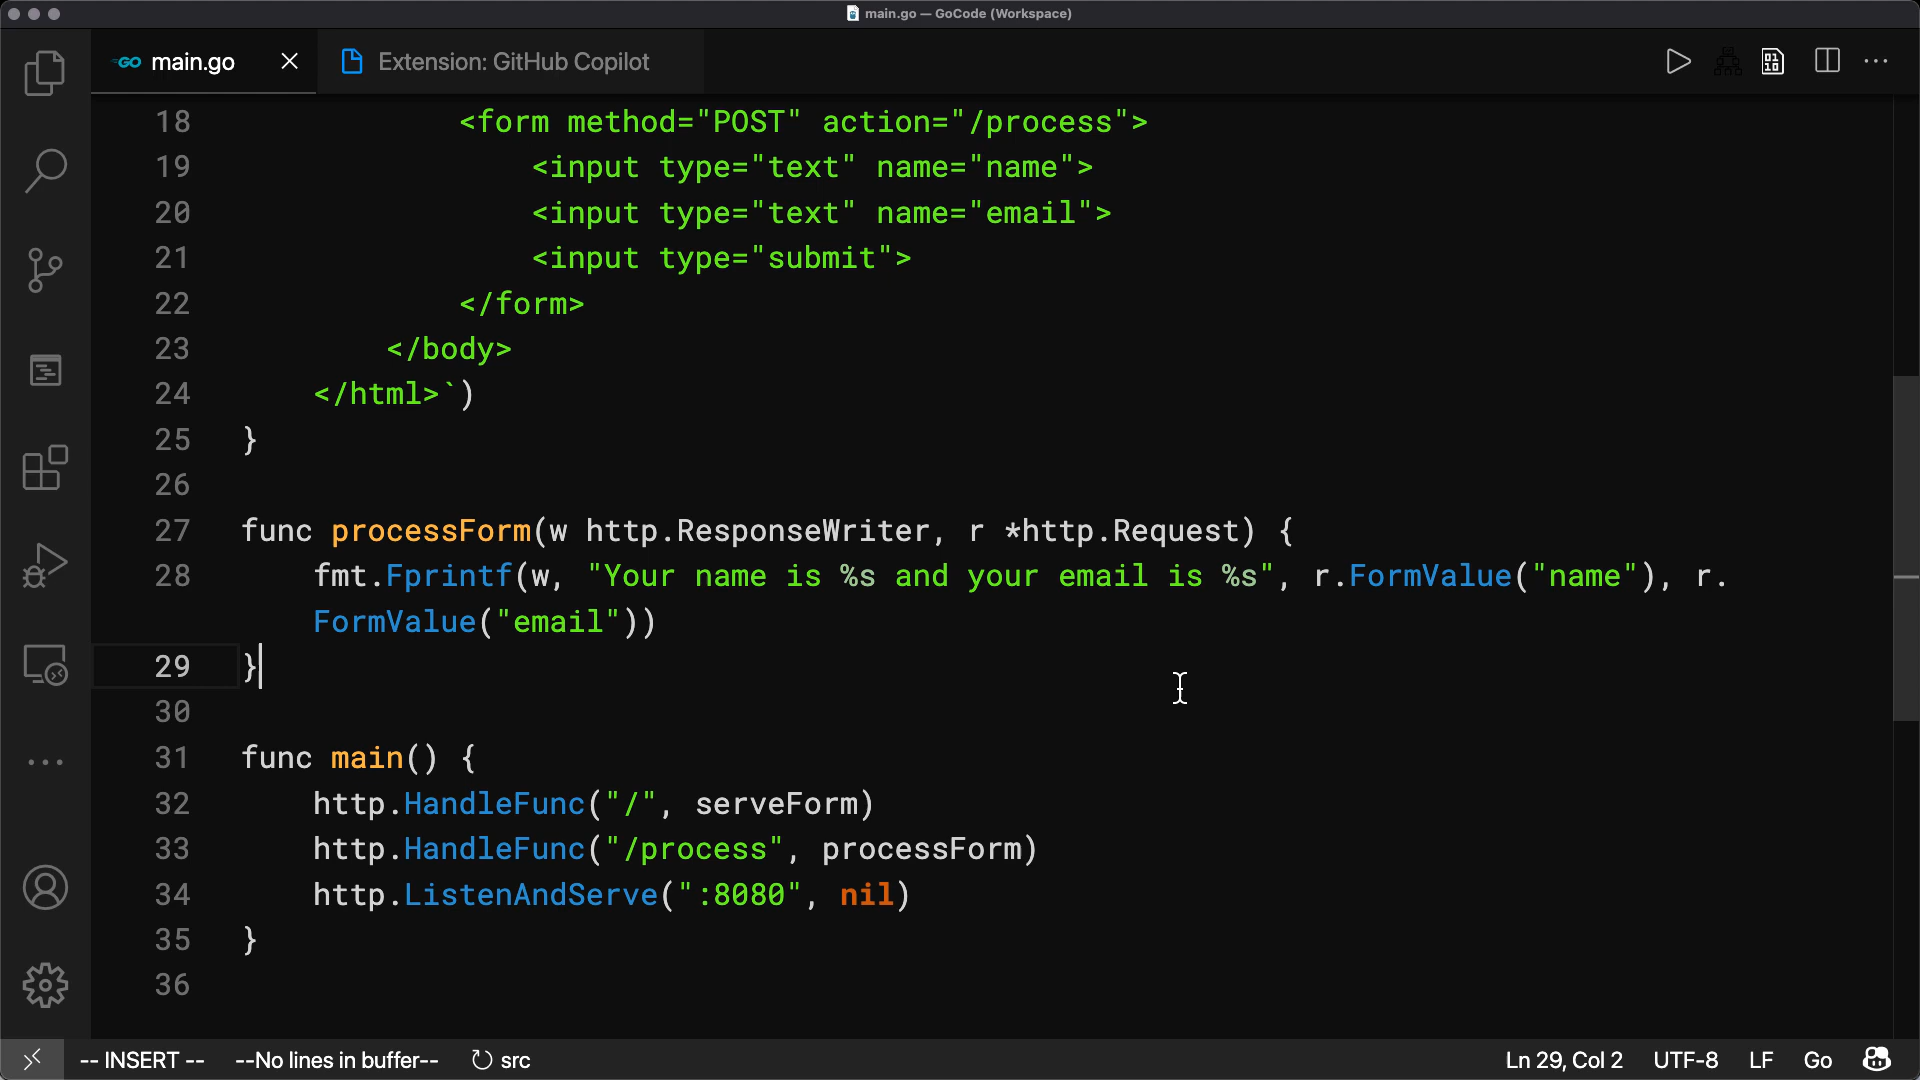 main.go — GoCode (Workspace)
GO main.go Extension: GitHub Copilot
18 <form method="POST" action="/process">
19 <input type="text" name="name">
20 <input type="text" name="email">
21 <input type="submit">
22 </form>
23 </body>
24 </html>`)
25 }
26
27 func processForm(w http.ResponseWriter, r *http.Request) {
28 fmt.Fprintf(w, "Your name is %s and your email is %s", r.FormValue("name"), r.
FormValue("email"))
29 }
30
31 func main() {
32 http.HandleFunc("/", serveForm)
33 http.HandleFunc("/process", processForm)
34 http.ListenAndServe(":8080", nil)
35 }
36
-- INSERT -- --No lines in buffer-- src Ln 29, Col 2 UTF-8 LF Go